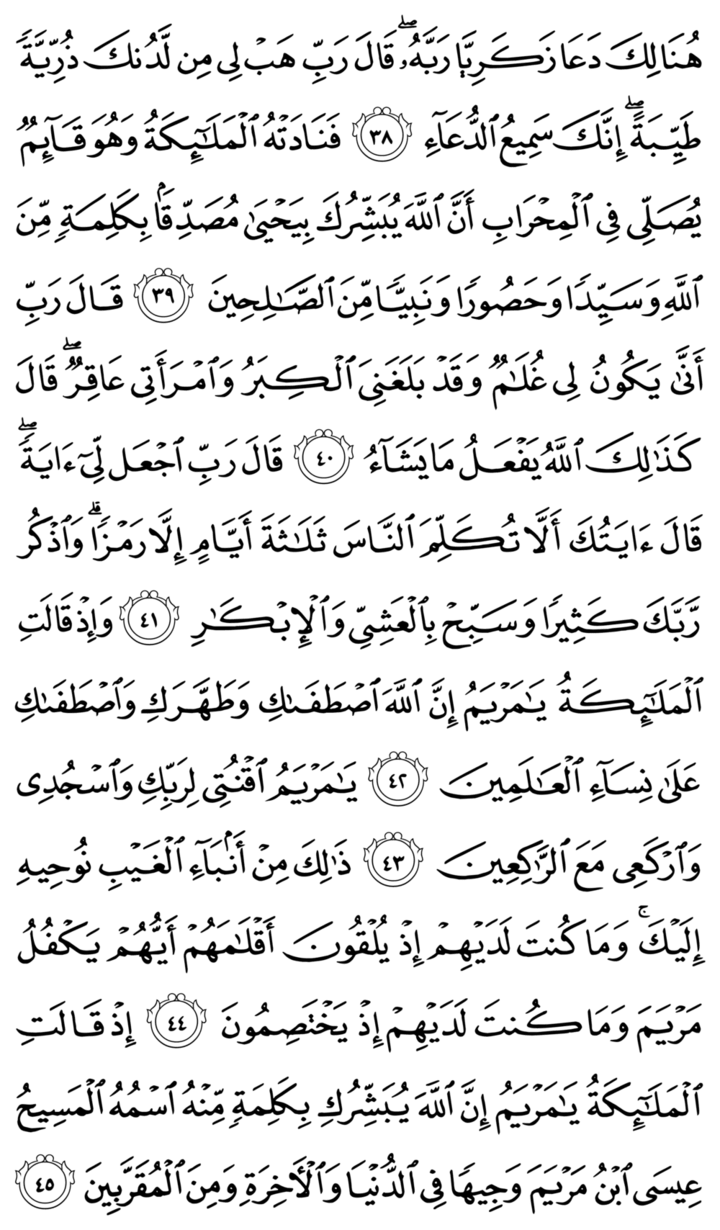 هُنَالِكَ دَعَا زَكَرِيَّا رَبَّهُۥۖ قَالَ رَبِّ هَبۡ لِي مِن لَّدُنكَ ذُرِّيَّةٗ
طَيِّبَةًۖ إِنَّكَ سَمِيعُ ٱلدُّعَآءِ ٣٨ فَنَادَتۡهُ ٱلۡمَلَٰٓئِكَةُ وَهُوَ قَآئِمٞ
يُصَلِّي فِي ٱلۡمِحۡرَابِ أَنَّ ٱللَّهَ يُبَشِّرُكَ بِيَحۡيَىٰ مُصَدِّقَۢا بِكَلِمَةٖ مِّنَ
ٱللَّهِ وَسَيِّدٗا وَحَصُورٗا وَنَبِيّٗا مِّنَ ٱلصَّٰلِحِينَ ٣٩ قَالَ رَبِّ
أَنَّىٰ يَكُونُ لِي غُلَٰمٞ وَقَدۡ بَلَغَنِيَ ٱلۡكِبَرُ وَٱمۡرَأَتِي عَاقِرٞۖ قَالَ
كَذَٰلِكَ ٱللَّهُ يَفۡعَلُ مَا يَشَآءُ ٤٠ قَالَ رَبِّ ٱجۡعَل لِّيٓ ءَايَةٗۖ
قَالَ ءَايَتُكَ أَلَّا تُكَلِّمَ ٱلنَّاسَ ثَلَٰثَةَ أَيَّامٍ إِلَّا رَمۡزٗاۗ وَٱذۡكُر
رَّبَّكَ كَثِيرٗا وَسَبِّحۡ بِٱلۡعَشِيِّ وَٱلۡإِبۡكَٰرِ ٤١ وَإِذۡ قَالَتِ
ٱلۡمَلَٰٓئِكَةُ يَٰمَرۡيَمُ إِنَّ ٱللَّهَ ٱصۡطَفَىٰكِ وَطَهَّرَكِ وَٱصۡطَفَىٰكِ
عَلَىٰ نِسَآءِ ٱلۡعَٰلَمِينَ ٤٢ يَٰمَرۡيَمُ ٱقۡنُتِي لِرَبِّكِ وَٱسۡجُدِي
وَٱرۡكَعِي مَعَ ٱلرَّٰكِعِينَ ٤٣ ذَٰلِكَ مِنۡ أَنۢبَآءِ ٱلۡغَيۡبِ نُوحِيهِ
إِلَيۡكَۚ وَمَا كُنتَ لَدَيۡهِمۡ إِذۡ يُلۡقُونَ أَقۡلَٰمَهُمۡ أَيُّهُمۡ يَكۡفُلُ
مَرۡيَمَ وَمَا كُنتَ لَدَيۡهِمۡ إِذۡ يَخۡتَصِمُونَ ٤٤ إِذۡ قَالَتِ
ٱلۡمَلَٰٓئِكَةُ يَٰمَرۡيَمُ إِنَّ ٱللَّهَ يُبَشِّرُكِ بِكَلِمَةٖ مِّنۡهُ ٱسۡمُهُ ٱلۡمَسِيحُ
عِيسَى ٱبۡنُ مَرۡيَمَ وَجِيهٗا فِي ٱلدُّنۡيَا وَٱلۡأٓخِرَةِ وَمِنَ ٱلۡمُقَرَّبِينَ ٤٥